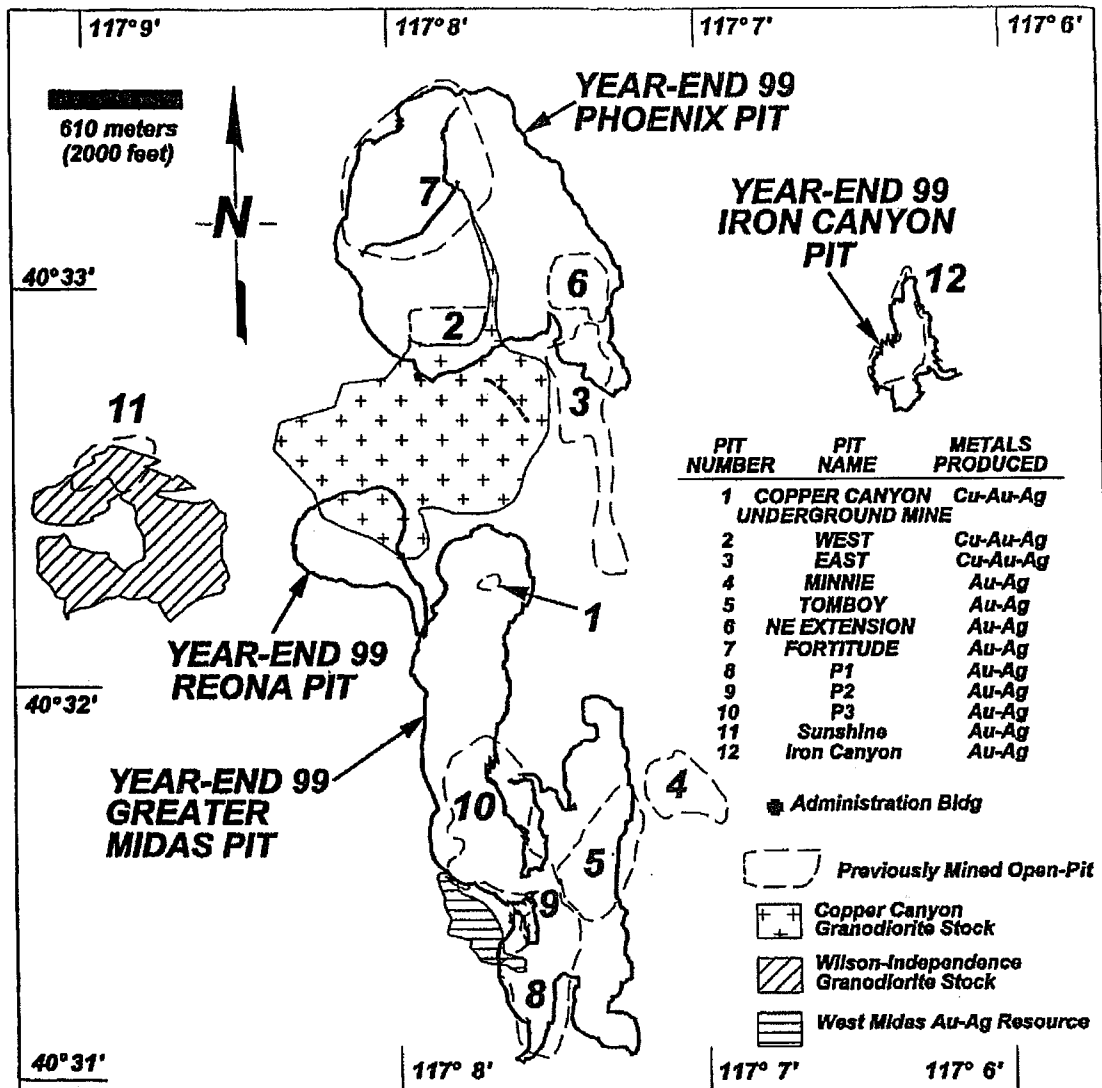 117° 9'
117° 8'
117° 7'
117° 6'
YEAR-END 99
PHOENIX PIT
610 meters
(2000 feet)
N
7
YEAR-END 99
IRON CANYON
PIT
40° 33'
6
12
2
3
11
PIT NUMBER PIT NAME METALS PRODUCED
1 COPPER CANYON UNDERGROUND MINE Cu-Au-Ag
2 WEST Cu-Au-Ag
3 EAST Cu-Au-Ag
4 MINNIE Au-Ag
5 TOMBOY Au-Ag
6 NE EXTENSION Au-Ag
7 FORTITUDE Au-Ag
8 P1 Au-Ag
9 P2 Au-Ag
10 P3 Au-Ag
11 Sunshine Au-Ag
12 Iron Canyon Au-Ag
1
YEAR-END 99
REONA PIT
40° 32'
YEAR-END 99
GREATER
MIDAS PIT
10
4
5
9
8
Administration Bldg
Previously Mined Open-Pit
Copper Canyon
Granodiorite Stock
Wilson-Independence
Granodiorite Stock
West Midas Au-Ag Resource
40° 31'
117° 8'
117° 7'
117° 6'